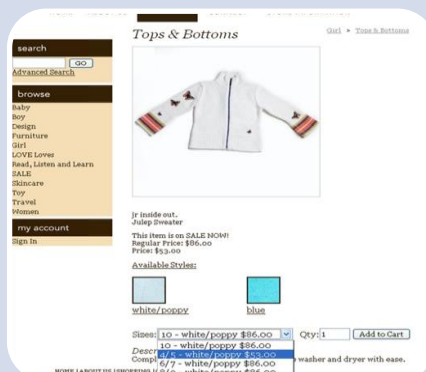 Tops & Bottoms
Girl > Tops & Bottoms
search
GO
Advanced Search
browse
Baby
Boy
Design
Furniture
Girl
LOVE Loves
Read, Listen and Learn
SALE
Skincare
Toy
Travel
Women
my account
Sign In
Jr inside out.
Julep Sweater
This item is on SALE NOW!
Regular Price: $86.00
Price: $53.00
Available Styles:
white/poppy
blue
Sizes: 10 - white/poppy $86.00 Qty: 1 Add to Cart
10 - white/poppy $86.00
4/5 - white/poppy $53.00
6/7 - white/poppy $86.00
washer and dryer with ease.